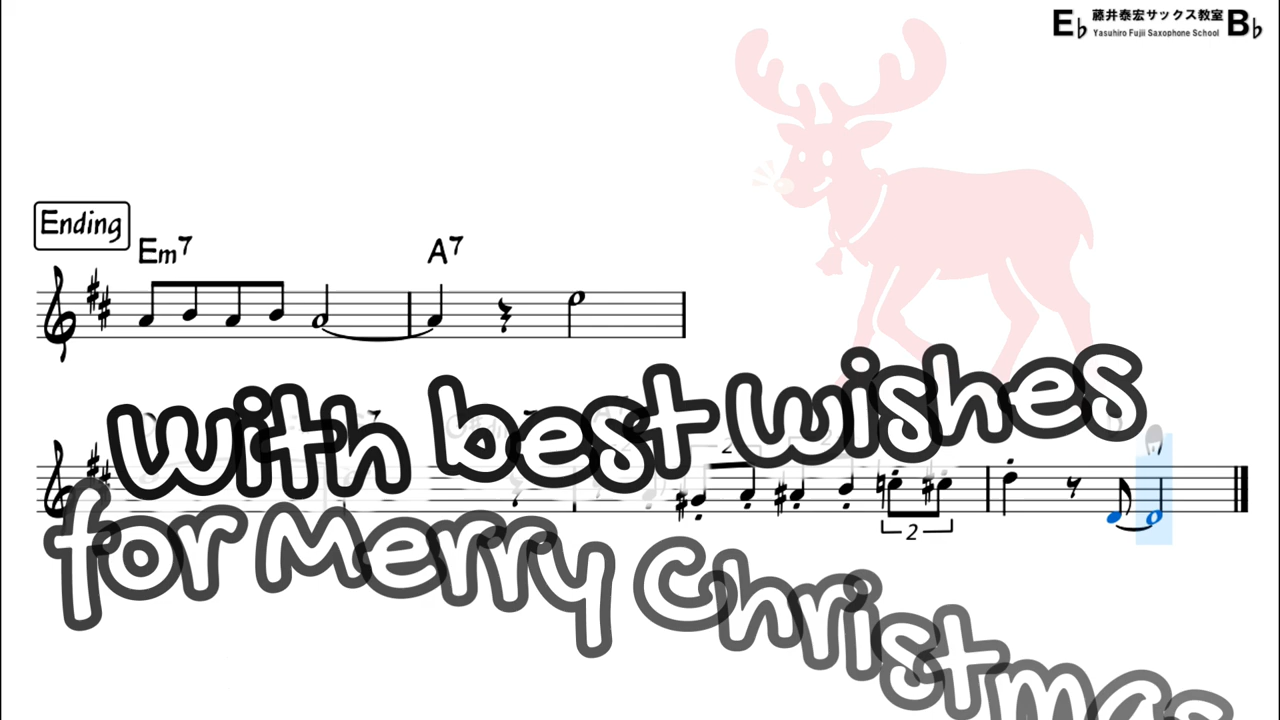 E♭ 藤井泰宏サックス教室 B♭
Yasuhiro Fujii Saxophone School
Ending
Em7 A7
With best wishes
2
2
for Merry Christmas